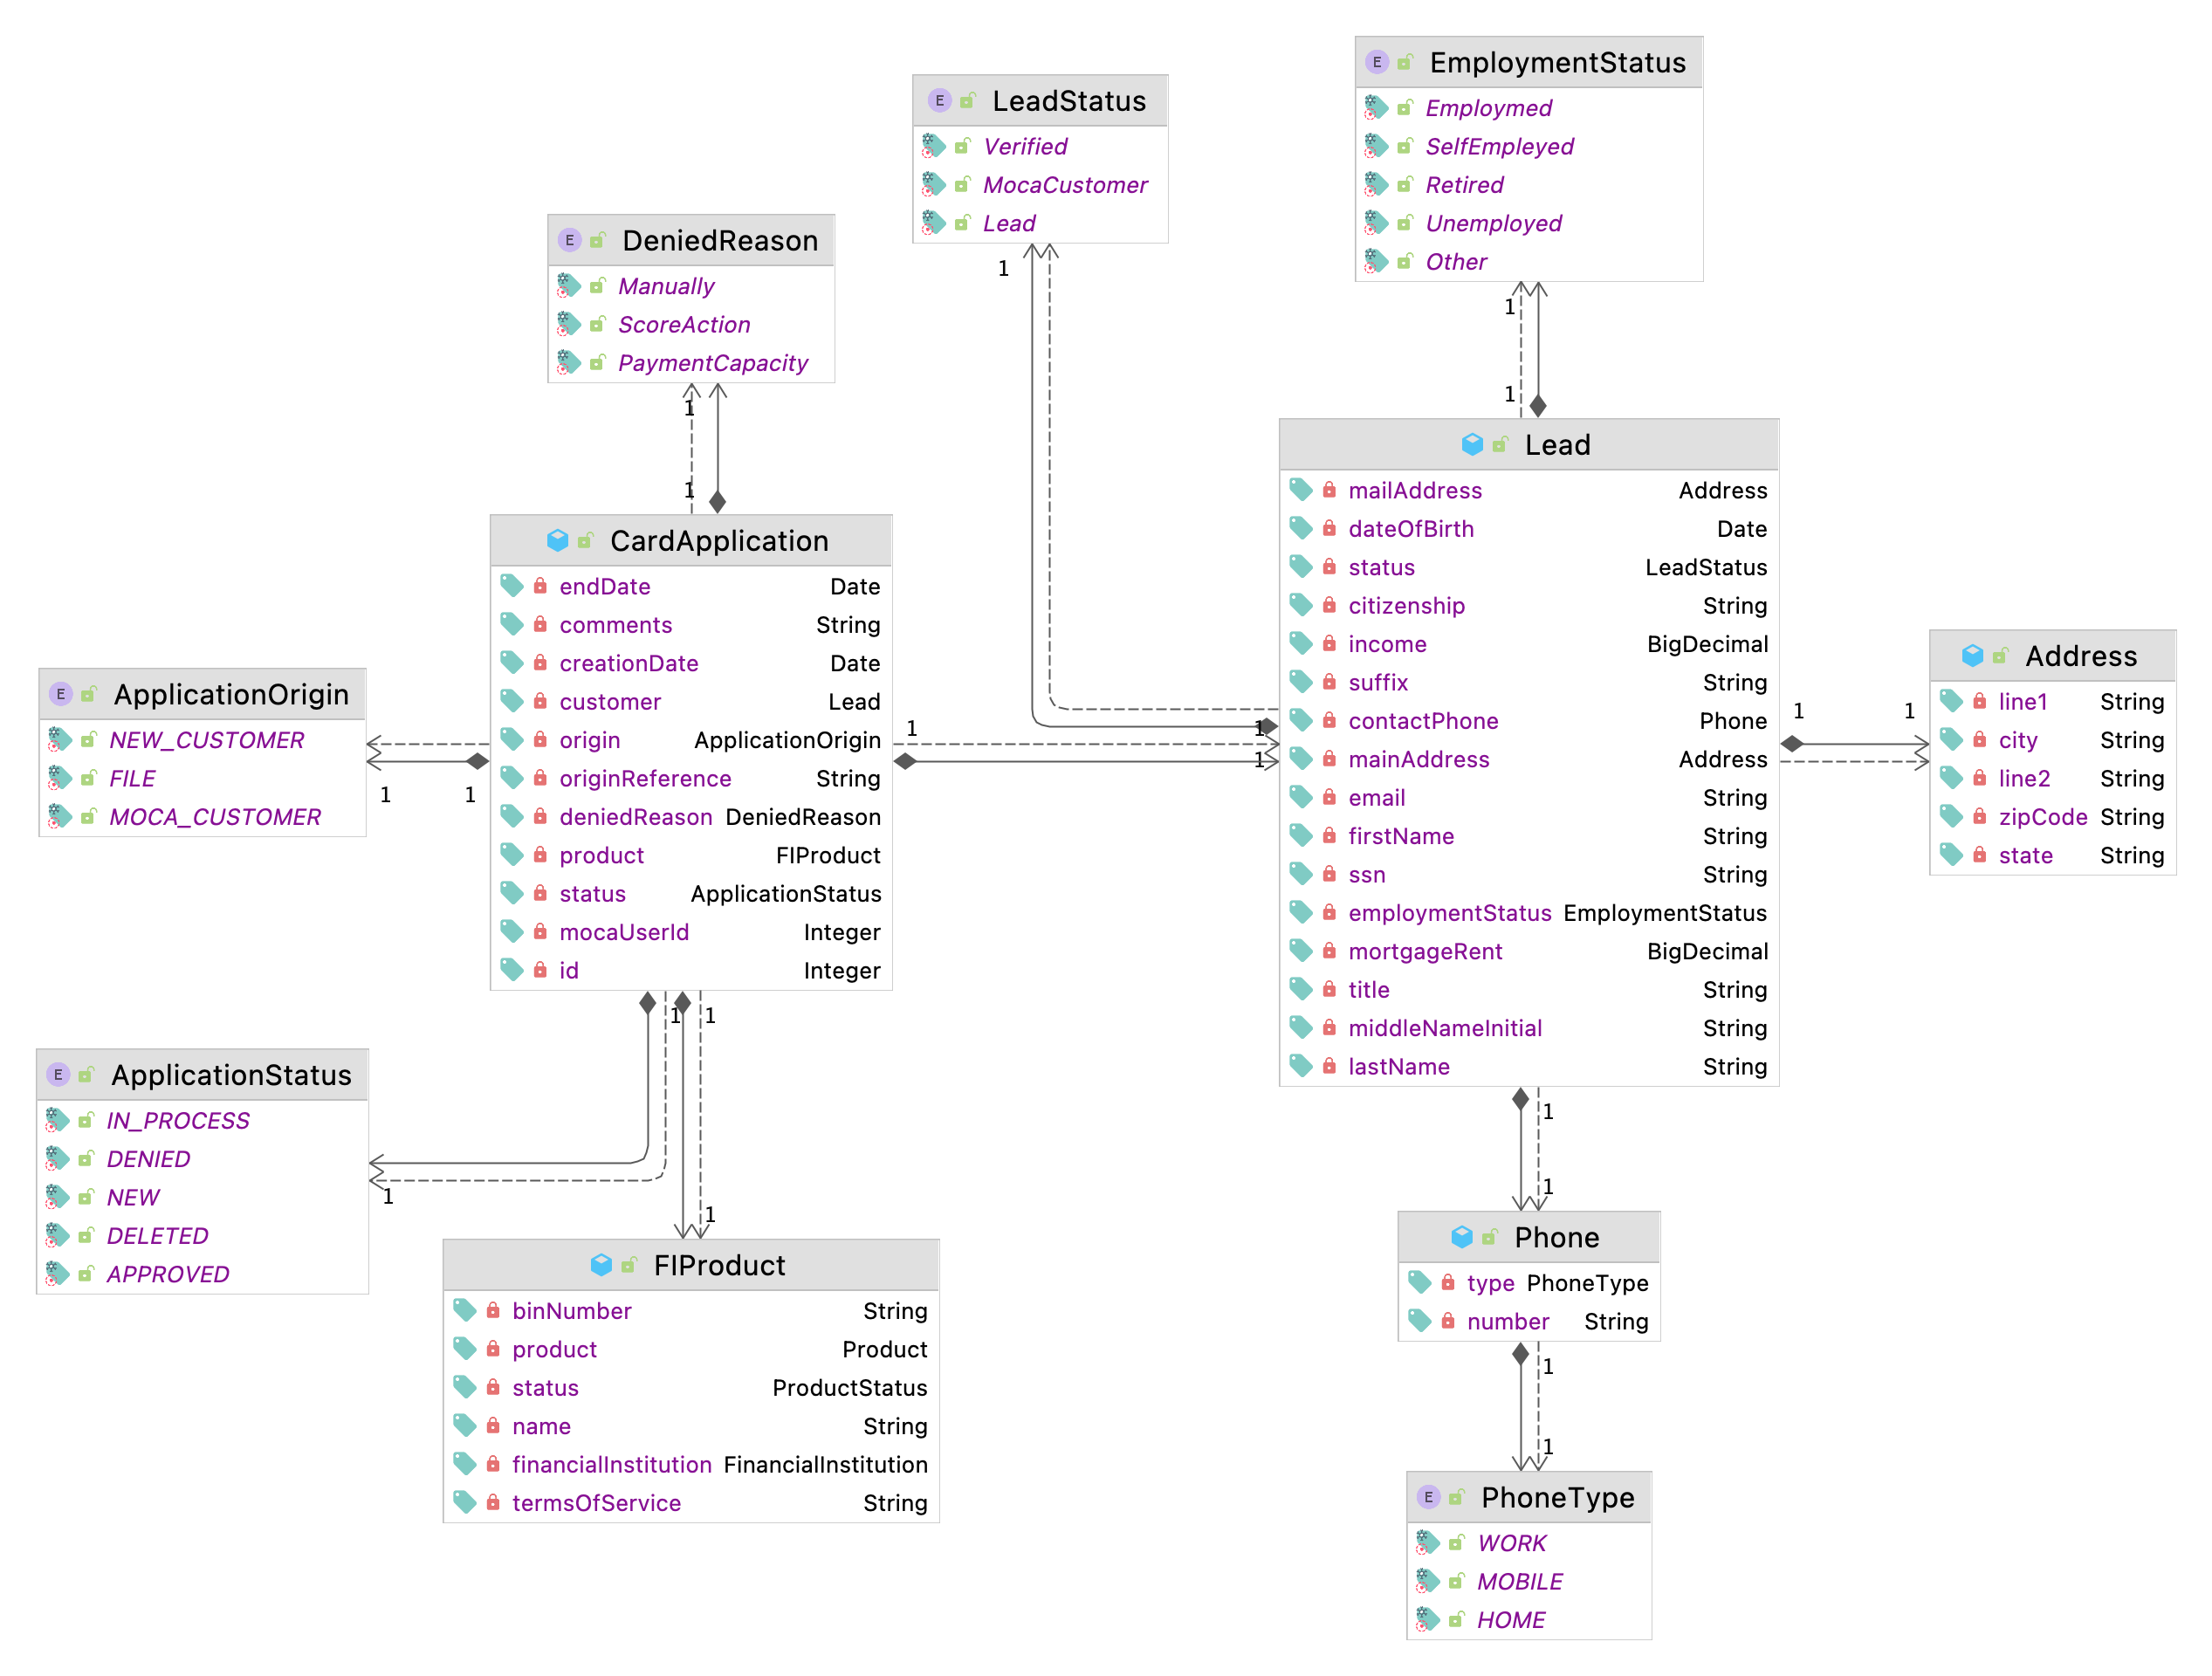 EmploymentStatus
Employmed
SelfEmpleyed
Retired
Unemployed
Other
LeadStatus
Verified
MocaCustomer
Lead
DeniedReason
Manually
ScoreAction
PaymentCapacity
1
1
1
1
1
Lead
mailAddress Address
dateOfBirth Date
status LeadStatus
citizenship String
income BigDecimal
suffix String
contactPhone Phone
mainAddress Address
email String
firstName String
ssn String
employmentStatus EmploymentStatus
mortgageRent BigDecimal
title String
middleNameInitial String
lastName String
CardApplication
endDate Date
comments String
creationDate Date
customer Lead
origin ApplicationOrigin
originReference String
deniedReason DeniedReason
product FIProduct
status ApplicationStatus
mocaUserId Integer
id Integer
Address
line1 String
city String
line2 String
zipCode String
state String
ApplicationOrigin
NEW_CUSTOMER
FILE
MOCA_CUSTOMER
1 1
1 1
1
1 1
ApplicationStatus
IN_PROCESS
DENIED
NEW
DELETED
APPROVED
1 1
1
1
FIProduct
binNumber String
product Product
status ProductStatus
name String
financialInstitution FinancialInstitution
termsOfService String
1
1
Phone
type PhoneType
number String
1
1
PhoneType
WORK
MOBILE
HOME